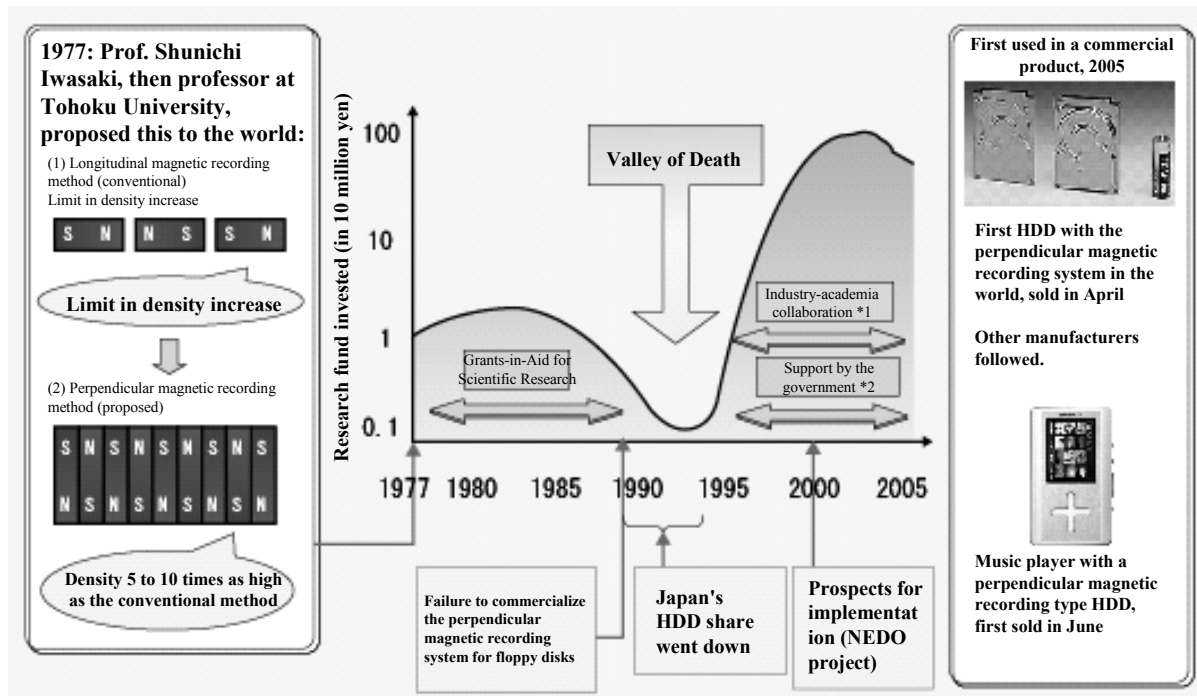 1977: Prof. Shunichi
Iwasaki, then professor at
Tohoku University,
proposed this to the world:
(1) Longitudinal magnetic recording
method (conventional)
Limit in density increase
S N N S S N
Limit in density increase
(2) Perpendicular magnetic recording
method (proposed)
S N S N S N S N S
N S N S N S N S N
Density 5 to 10 times as high
as the conventional method
Research fund invested (in 10 million yen)
100
10
1
0.1
Valley of Death
Grants-in-Aid for
Scientific Research
Industry-academia
collaboration *1
Support by the
government *2
1977 1980 1985 1990 1995 2000 2005
Failure to commercialize
the perpendicular
magnetic recording
system for floppy disks
Japan's
HDD share
went down
Prospects for
implementat
ion (NEDO
project)
First used in a commercial
product, 2005
First HDD with the
perpendicular magnetic
recording system in the
world, sold in April
Other manufacturers
followed.
Music player with a
perpendicular magnetic
recording type HDD,
first sold in June